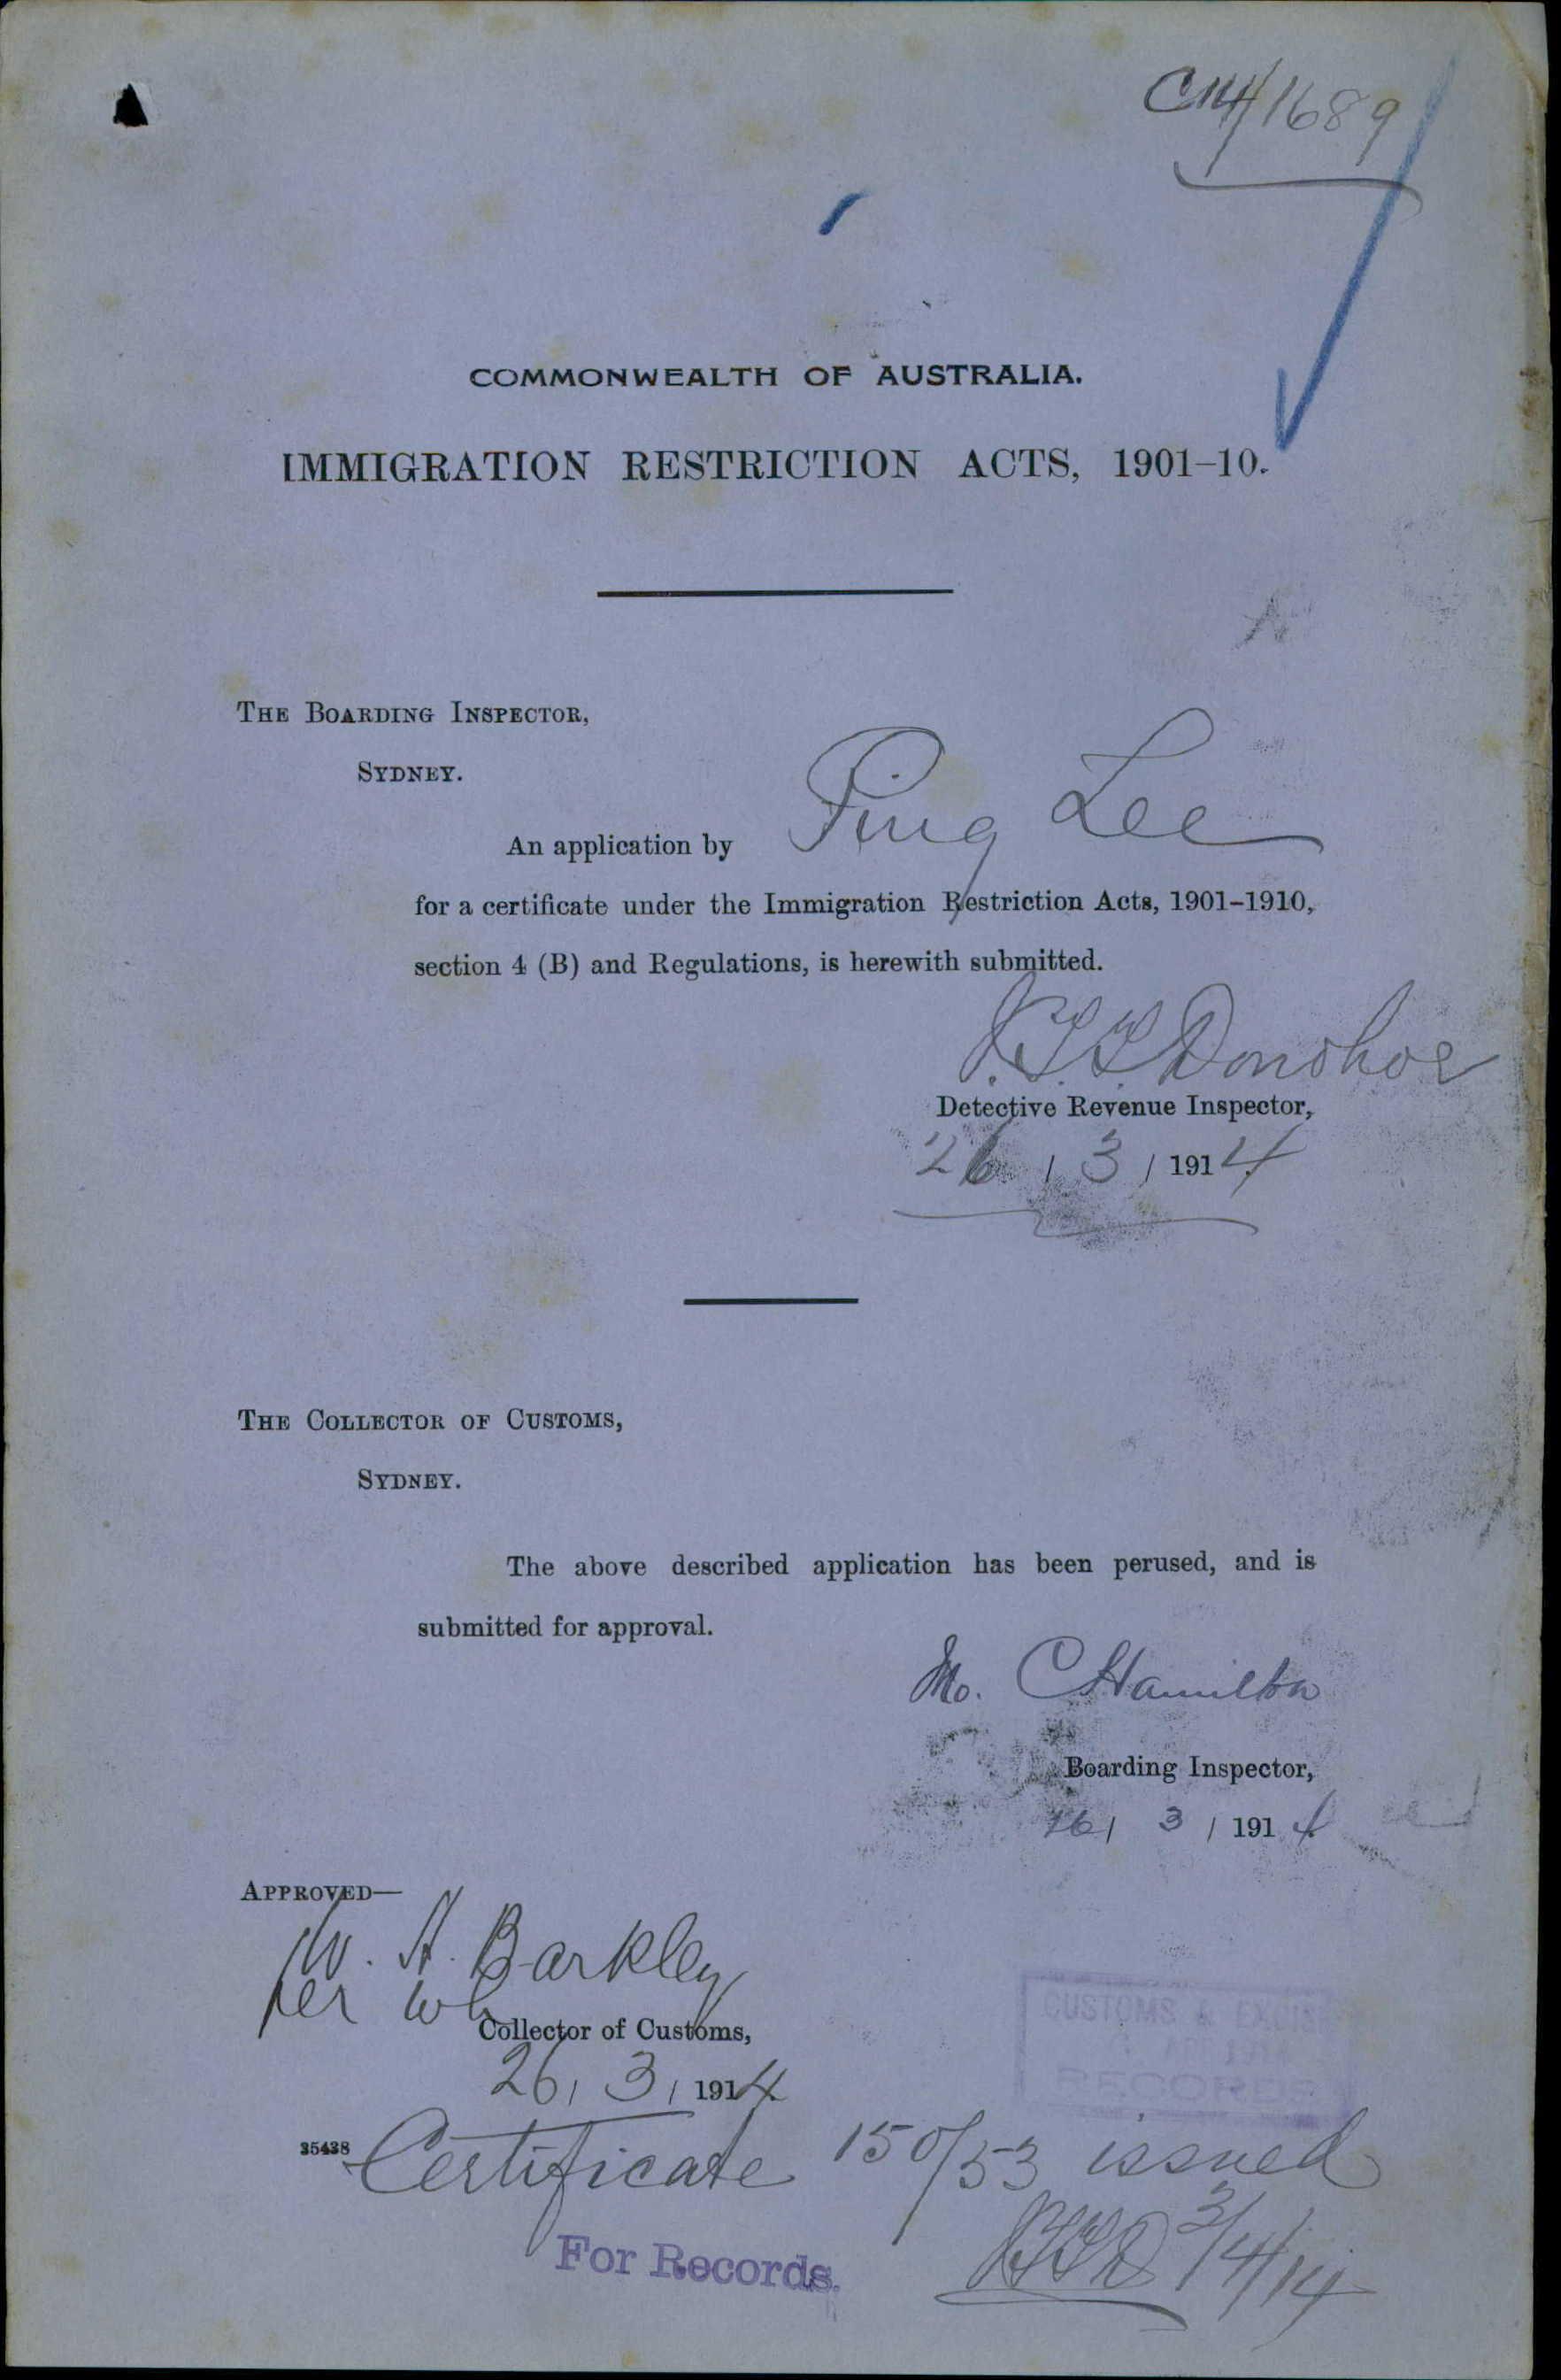 C14/1689
COMMONWEALTH OF AUSTRALIA.
IMMIGRATION RESTRICTION ACTS, 1901–10.
THE BOARDING INSPECTOR,
SYDNEY.
An application by Ping Lee
for a certificate under the Immigration Restriction Acts, 1901–1910,
section 4 (B) and Regulations, is herewith submitted.
J.T.T. Donohoe
Detective Revenue Inspector,
26 / 3 / 1914
THE COLLECTOR OF CUSTOMS,
SYDNEY.
The above described application has been perused, and is
submitted for approval.
C Hamilton
Boarding Inspector,
26 / 3 / 1914
APPROVED—
W. H. Barkley
per
Collector of Customs,
26 / 3 / 1914
CUSTOMS & EXCIS
RECORDS
35438
Certificate 150/53 issued
JTTD 3/4/14
For Records.